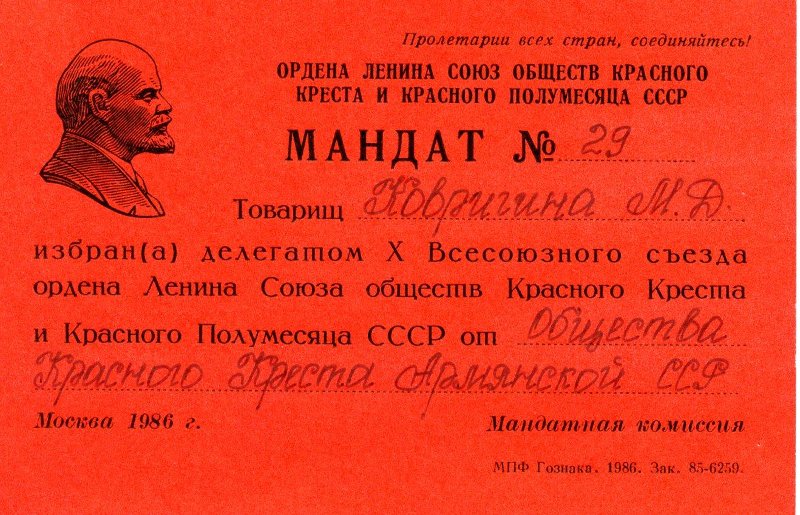 Пролетарии всех стран, соединяйтесь!
ОРДЕНА ЛЕНИНА СОЮЗ ОБЩЕСТВ КРАСНОГО
КРЕСТА И КРАСНОГО ПОЛУМЕСЯЦА СССР
МАНДАТ № 29
Товарищ Ковригина М.Д.
избран(а) делегатом X Всесоюзного съезда
ордена Ленина Союза обществ Красного Креста
и Красного Полумесяца СССР от Общества
Красного Креста Армянской ССР
Москва 1986 г. Мандатная комиссия
МПФ Гознака. 1986. Зак. 85-6259.